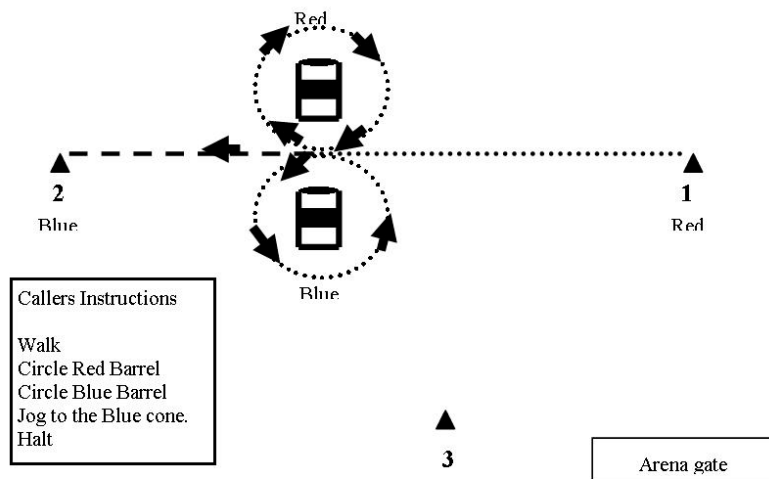 Red
2
1
Blue
Red
Blue
Callers Instructions
Walk
Circle Red Barrel
Circle Blue Barrel
Jog to the Blue cone.
Halt
3
Arena gate